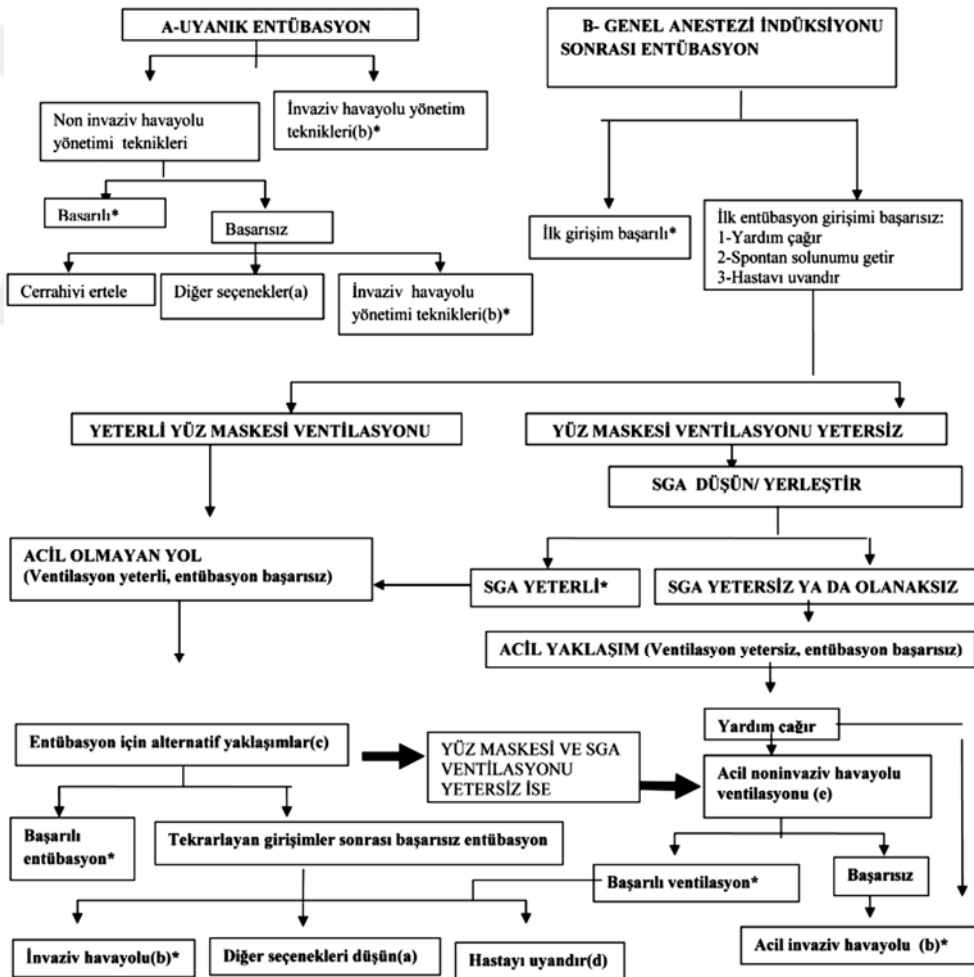 A-UYANIK ENTÜBASYON
B- GENEL ANESTEZİ İNDÜKSİYONU
SONRASI ENTÜBASYON
Non invaziv havayolu
yönetimi teknikleri
İnvaziv havayolu yönetim
teknikleri(b)*
Basarılı*
Başarısız
Cerrahivi ertele
Diğer seçenekler(a)
İnvaziv havayolu
yönetimi teknikleri(b)*
İlk girişim başarılı*
İlk entübasyon girişimi başarısız:
1-Yardım çağır
2-Spontan solunumu getir
3-Hastavı uvandır
YETERLİ YÜZ MASKESİ VENTİLASYONU
YÜZ MASKESİ VENTİLASYONU YETERSİZ
SGA DÜŞÜN/ YERLEŞTİR
ACİL OLMAYAN YOL
(Ventilasyon yeterli, entübasyon başarısız)
SGA YETERLİ*
SGA YETERSİZ YA DA OLANAKSIZ
ACİL YAKLAŞIM (Ventilasyon yetersiz, entübasyon başarısız)
Yardım çağır
Entübasyon için alternatif yaklaşımlar(c)
YÜZ MASKESİ VE SGA
VENTİLASYONU
YETERSİZ İSE
Acil noninvaziv havayolu
ventilasyonu (e)
Başarılı
entübasyon*
Tekrarlayan girişimler sonrası başarısız entübasyon
Başarılı ventilasyon*
Başarısız
İnvaziv havayolu(b)*
Diğer seçenekleri düşün(a)
Hastayı uyandır(d)
Acil invaziv havayolu (b)*